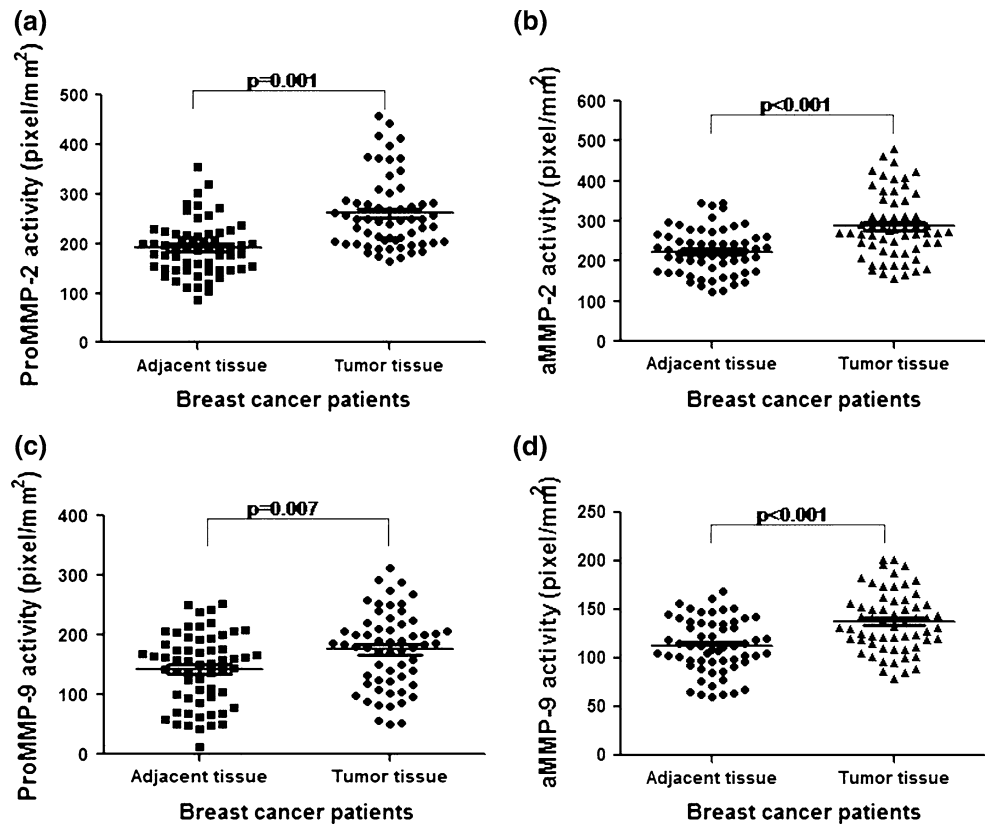 (a)
ProMMP-2 activity (pixel/mm²)
500
400
300
200
100
0
p=0.001
Adjacent tissue
Tumor tissue
Breast cancer patients
(b)
aMMP-2 activity (pixel/mm²)
600
500
400
300
200
100
0
p<0.001
Adjacent tissue
Tumor tissue
Breast cancer patients
(c)
ProMMP-9 activity (pixel/mm²)
400
300
200
100
0
p=0.007
Adjacent tissue
Tumor tissue
Breast cancer patients
(d)
aMMP-9 activity (pixel/mm²)
250
200
150
100
50
0
p<0.001
Adjacent tissue
Tumor tissue
Breast cancer patients